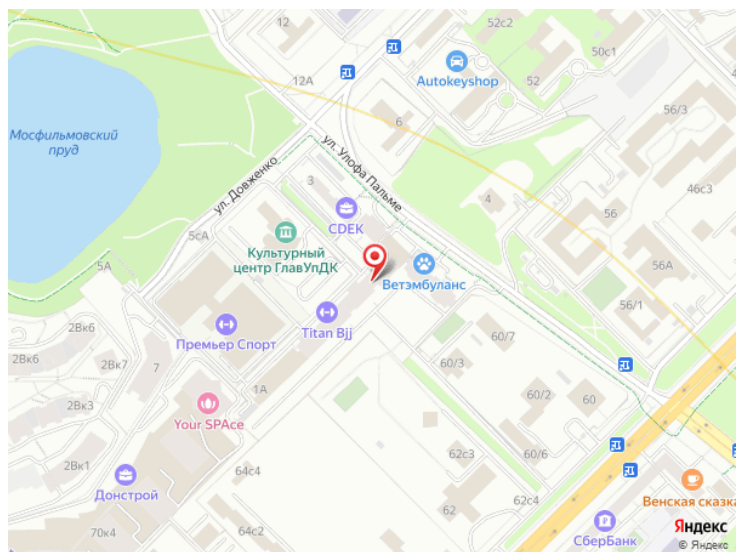 52с2
50с1
12А
Autokeyshop
52
56/3
6
Мосфильмовский
пруд
ул. Довженко
ул. Улофа Пальме
3
4
46с3
CDEK
56
5сА
Культурный
центр ГлавУпДК
5А
56А
Ветэмбуланс
56/1
2Вк6
Titan Bjj
Премьер Спорт
60/7
2Вк6
2Вк7
7
60/3
1А
60/2
60
2Вк3
Your SPAce
2Вк1
64с4
62с3
60/6
Донстрой
62
62с4
Венская сказка
70к4
64с2
СберБанк
Яндекс
© Яндекс